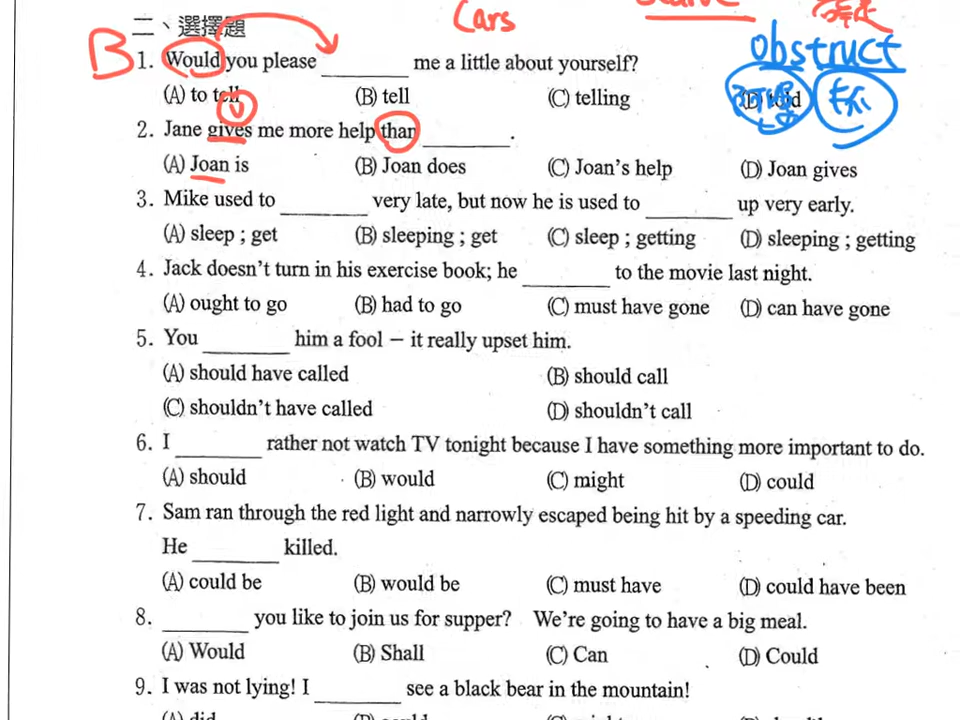 Cars
二、選擇題
obstruct
B 1. Would you please ________ me a little about yourself?
(A) to tell (B) tell (C) telling (D) told
2. Jane gives me more help than ________.
(A) Joan is (B) Joan does (C) Joan's help (D) Joan gives
3. Mike used to ________ very late, but now he is used to ________ up very early.
(A) sleep ; get (B) sleeping ; get (C) sleep ; getting (D) sleeping ; getting
4. Jack doesn't turn in his exercise book; he ________ to the movie last night.
(A) ought to go (B) had to go (C) must have gone (D) can have gone
5. You ________ him a fool – it really upset him.
(A) should have called (B) should call
(C) shouldn't have called (D) shouldn't call
6. I ________ rather not watch TV tonight because I have something more important to do.
(A) should (B) would (C) might (D) could
7. Sam ran through the red light and narrowly escaped being hit by a speeding car.
He ________ killed.
(A) could be (B) would be (C) must have (D) could have been
8. ________ you like to join us for supper? We're going to have a big meal.
(A) Would (B) Shall (C) Can (D) Could
9. I was not lying! I ________ see a black bear in the mountain!
(A) did (B) could